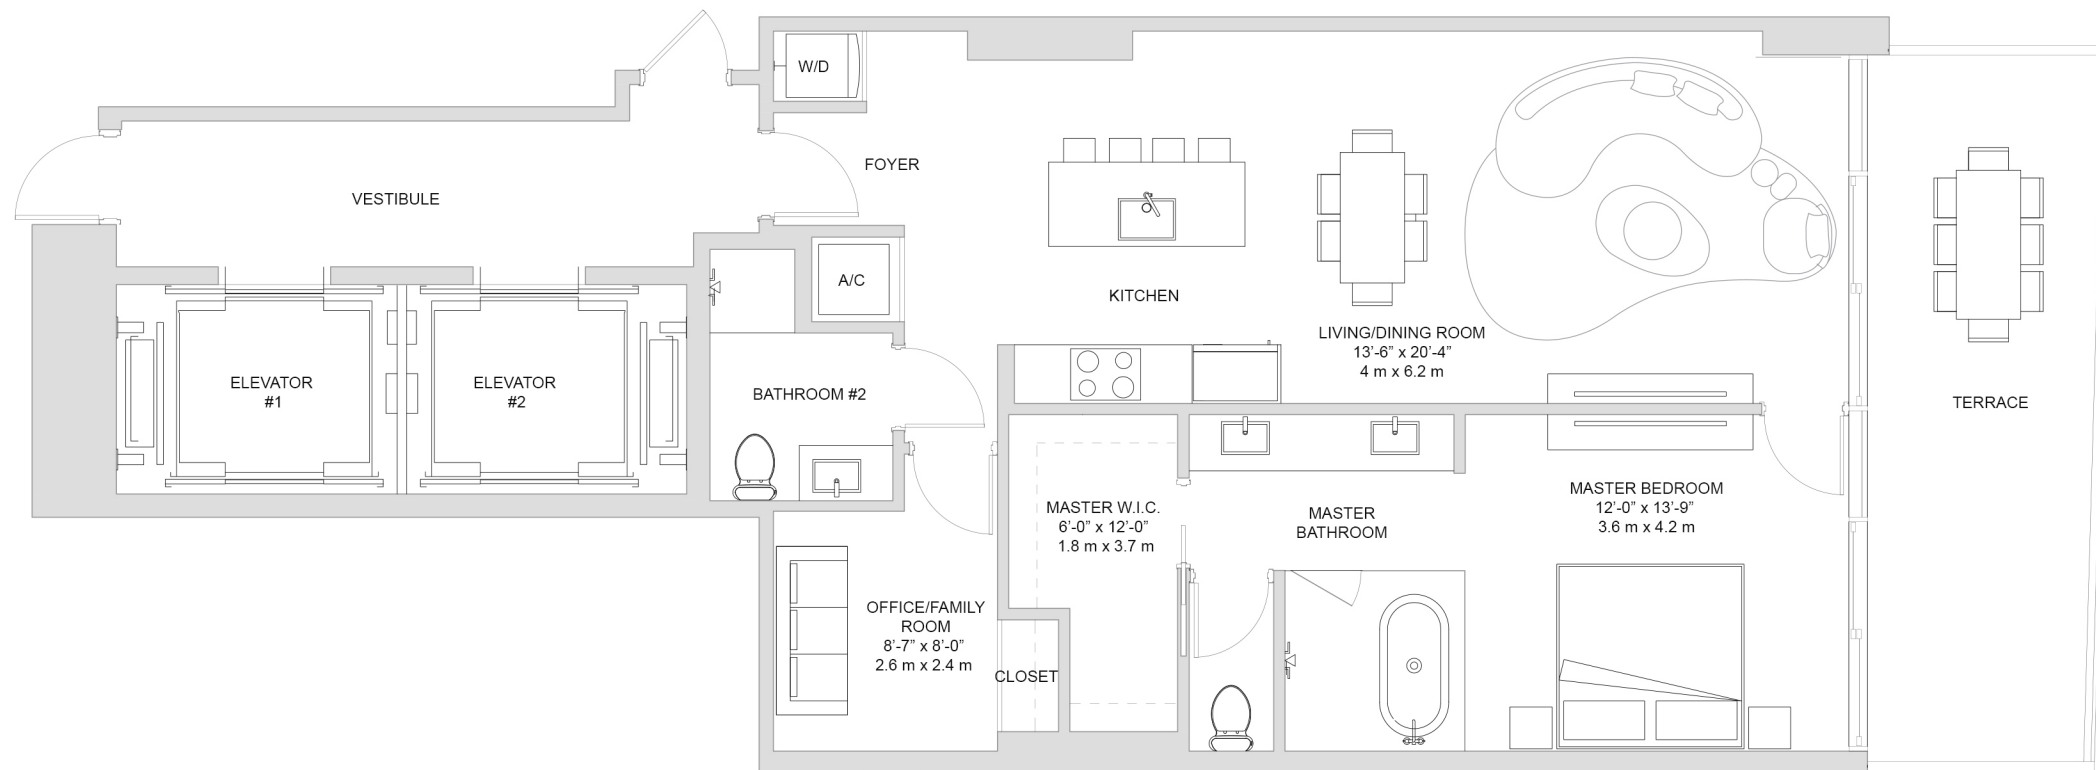 W/D
FOYER
VESTIBULE
A/C
KITCHEN
LIVING/DINING ROOM
13’-6” x 20’-4”
4 m x 6.2 m
ELEVATOR
#1
ELEVATOR
#2
BATHROOM #2
TERRACE
MASTER W.I.C.
6’-0” x 12’-0”
1.8 m x 3.7 m
MASTER
BATHROOM
MASTER BEDROOM
12’-0” x 13’-9”
3.6 m x 4.2 m
OFFICE/FAMILY
ROOM
8’-7” x 8’-0”
2.6 m x 2.4 m
CLOSET